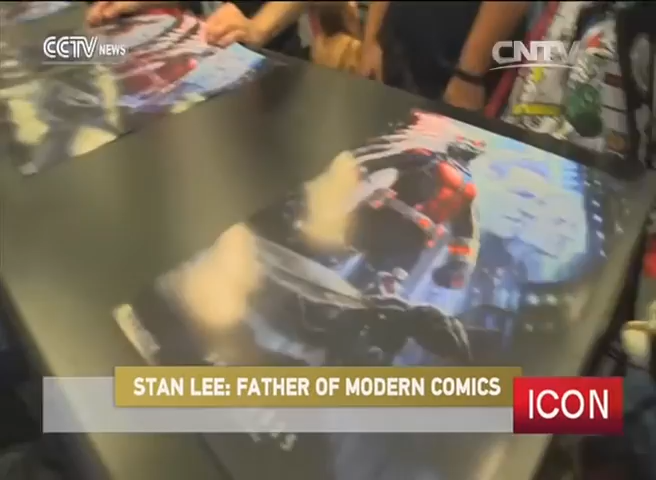 CCTV NEWS
CNTV
STAN LEE: FATHER OF MODERN COMICS
ICON